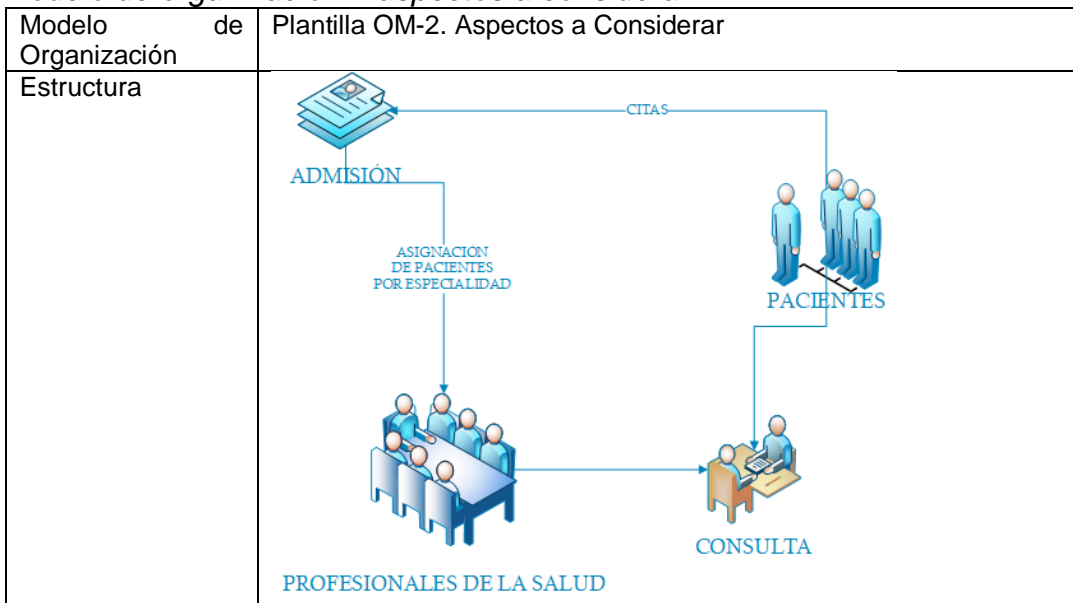 Modelo de Plantilla OM-2. Aspectos a Considerar
Organización
Estructura
CITAS
ADMISIÓN
ASIGNACION
DE PACIENTES
POR ESPECIALIDAD
PACIENTES
CONSULTA
PROFESIONALES DE LA SALUD